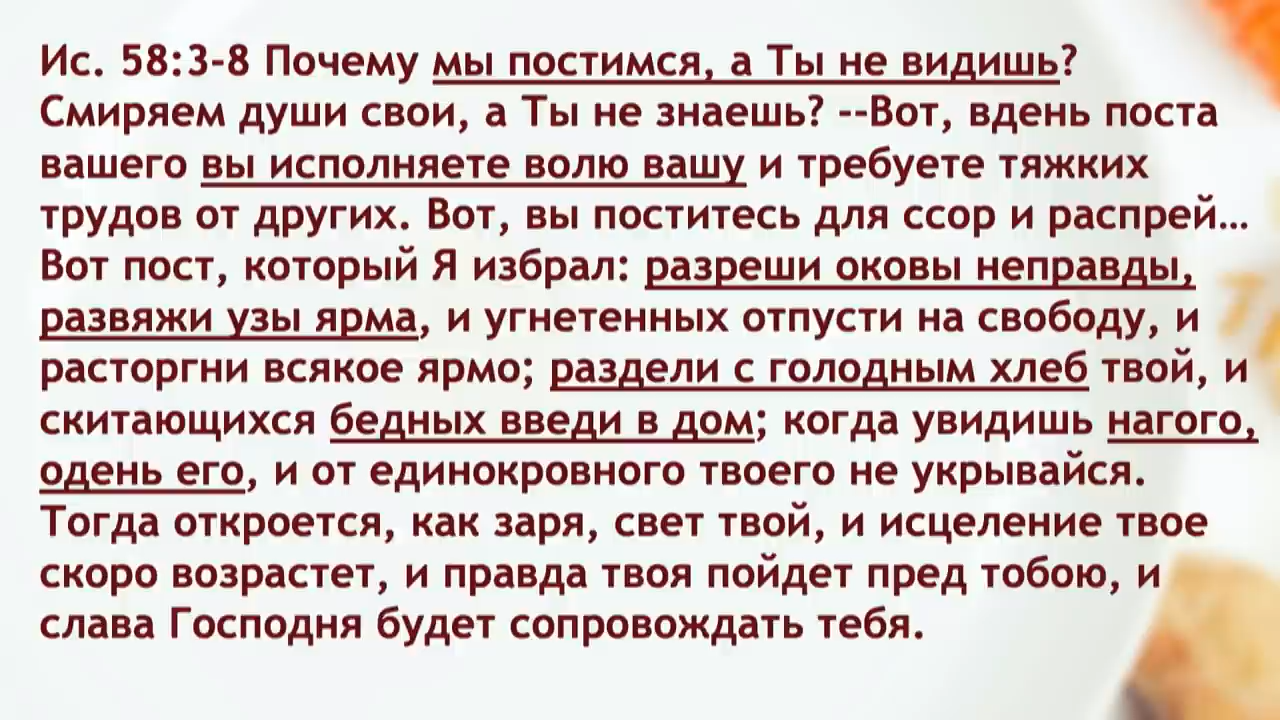 Ис. 58:3-8 Почему мы постимся, а Ты не видишь?
Смиряем души свои, а Ты не знаешь? --Вот, вдень поста
вашего вы исполняете волю вашу и требуете тяжких
трудов от других. Вот, вы поститесь для ссор и распрей…
Вот пост, который Я избрал: разреши оковы неправды,
развяжи узы ярма, и угнетенных отпусти на свободу, и
расторгни всякое ярмо; раздели с голодным хлеб твой, и
скитающихся бедных введи в дом; когда увидишь нагого,
одень его, и от единокровного твоего не укрывайся.
Тогда откроется, как заря, свет твой, и исцеление твое
скоро возрастет, и правда твоя пойдет пред тобою, и
слава Господня будет сопровождать тебя.